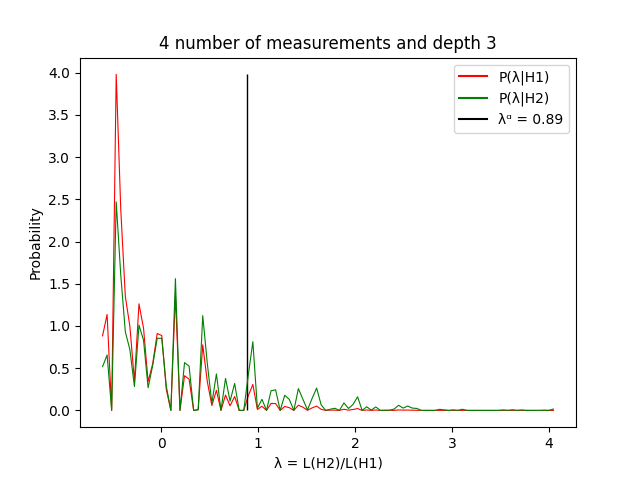 4 number of measurements and depth 3
P(λ|H1)
P(λ|H2)
λᵅ = 0.89
Probability
4.0
3.5
3.0
2.5
2.0
1.5
1.0
0.5
0.0
0
1
2
3
4
λ = L(H2)/L(H1)